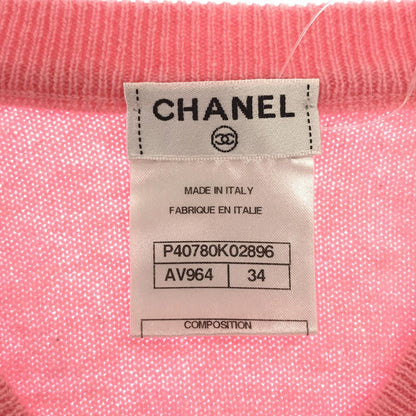 CHANEL
MADE IN ITALY
FABRIQUE EN ITALIE
P40780K02896
AV964 34
COMPOSITION